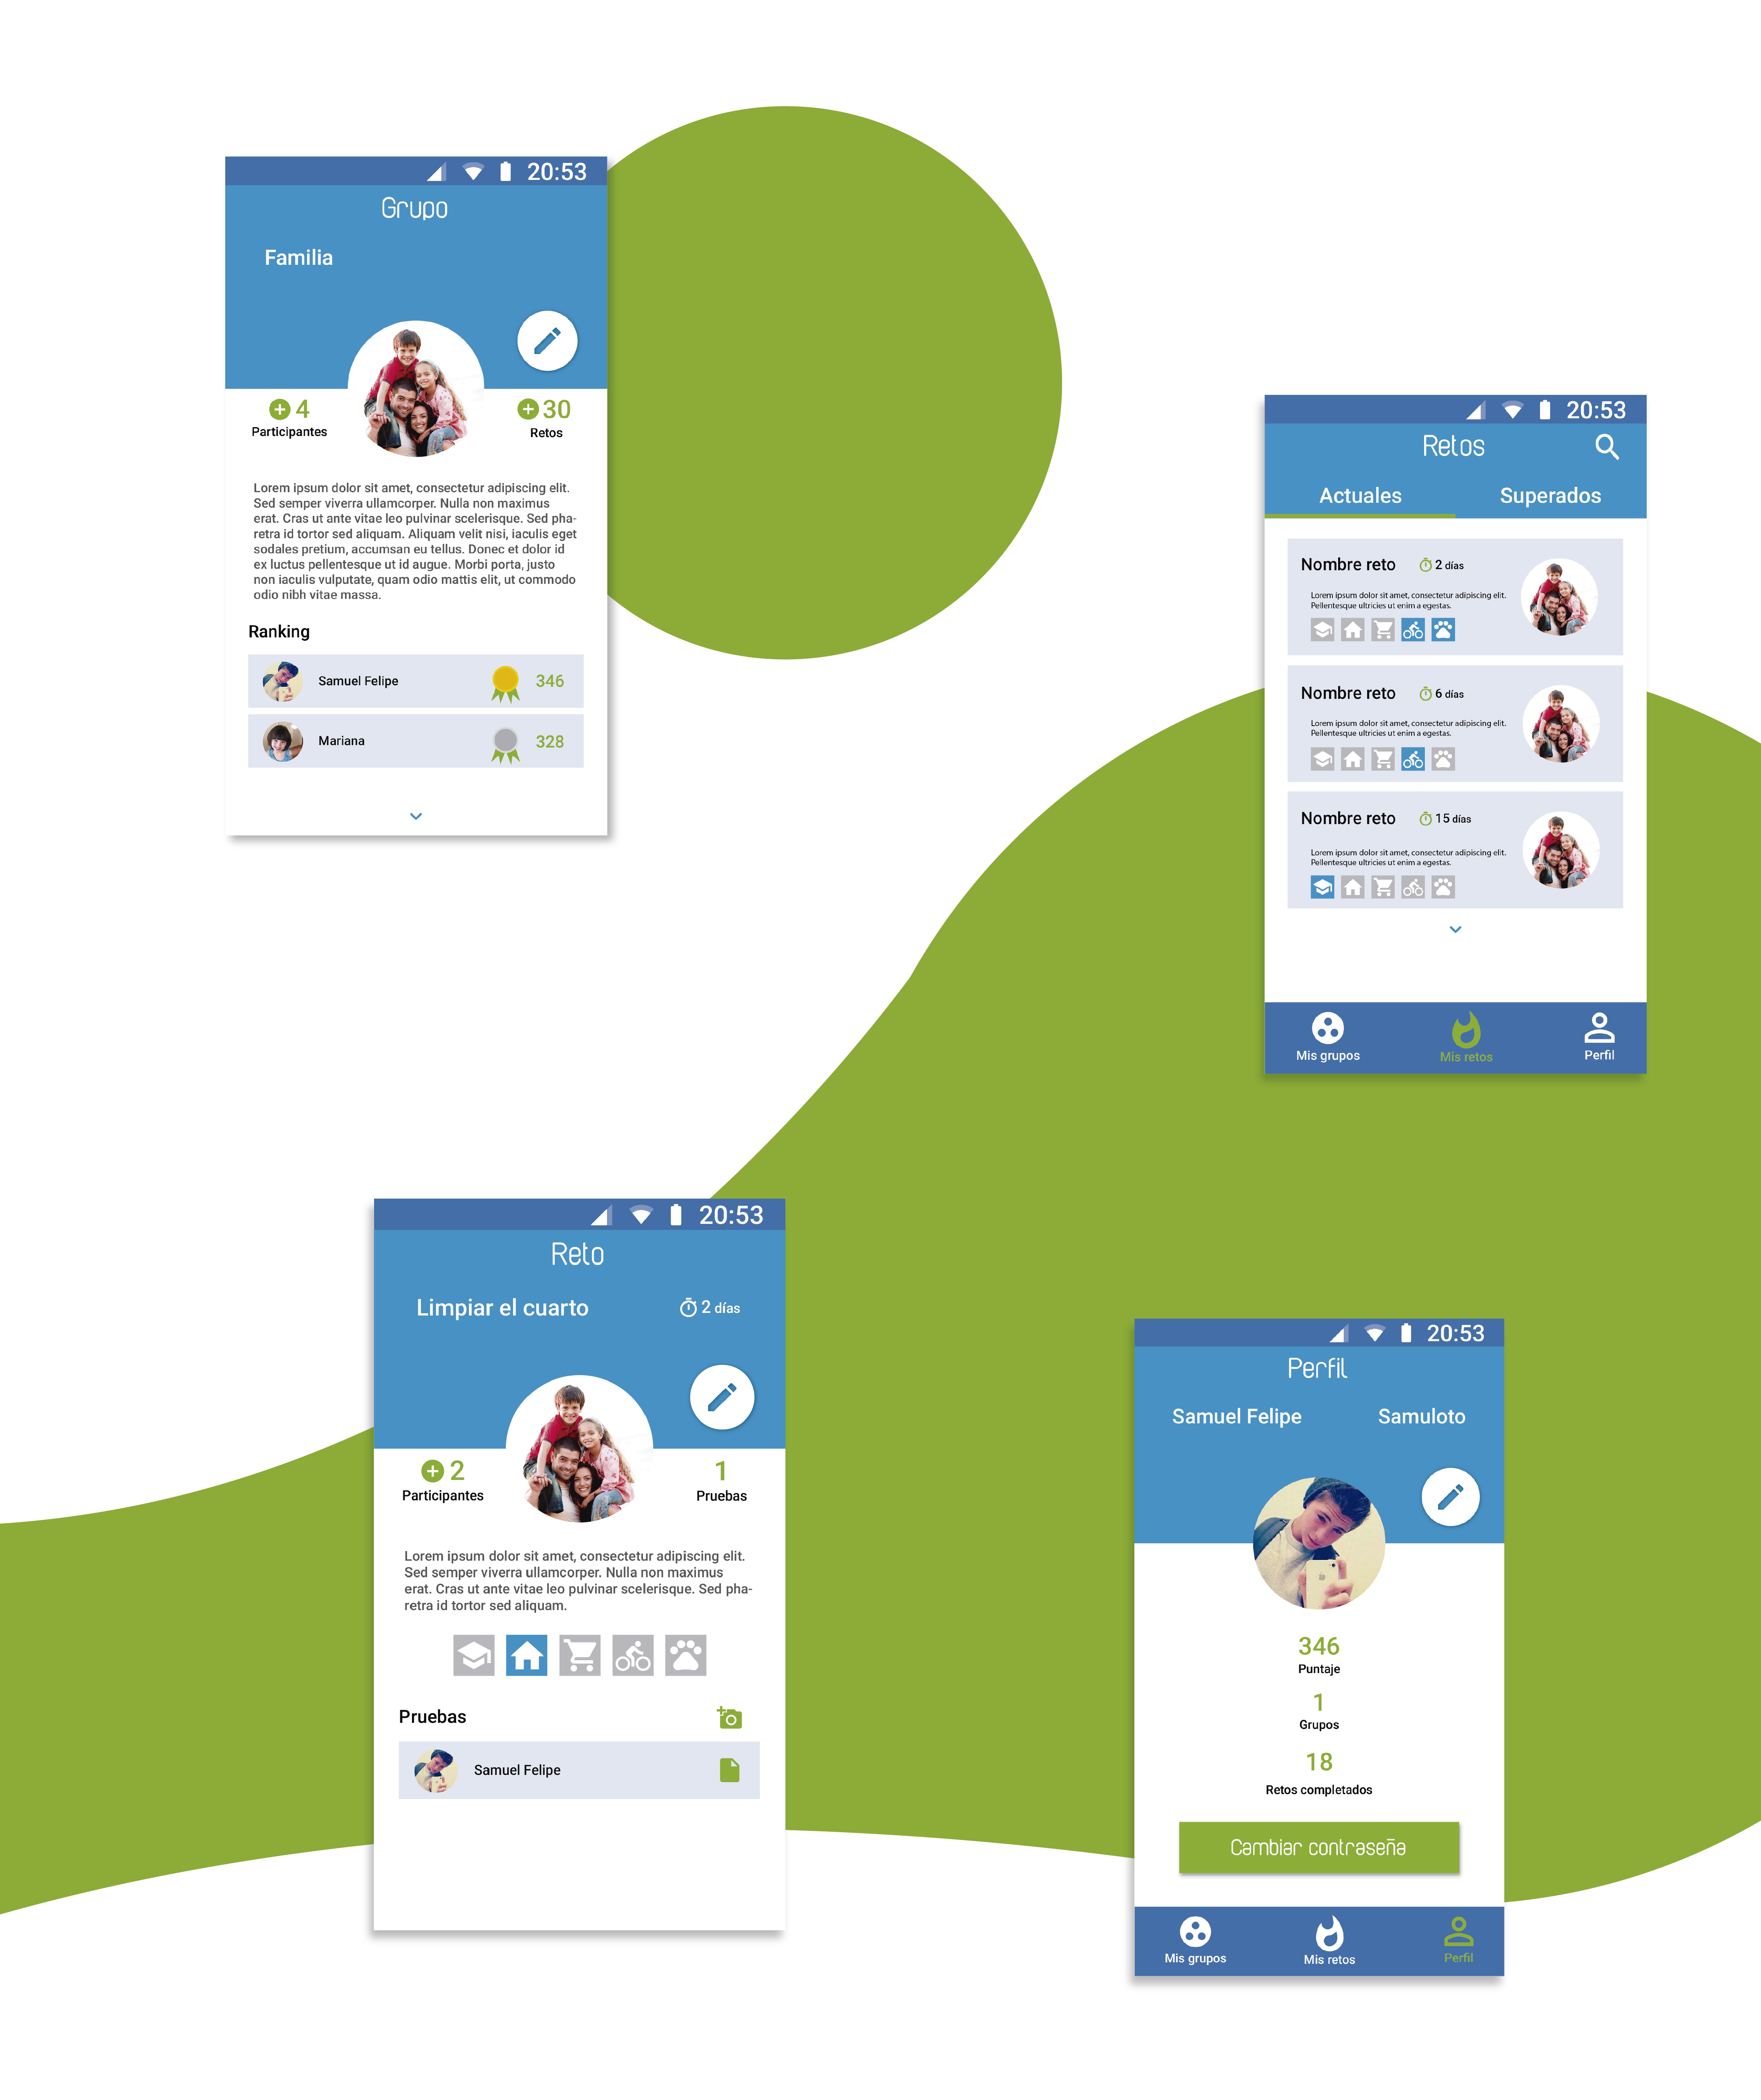 20:53
Grupo
Familia
4
Participantes
30
Retos
Lorem ipsum dolor sit amet, consectetur adipiscing elit.
Sed semper viverra ullamcorper. Nulla non maximus
erat. Cras ut ante vitae leo pulvinar scelerisque. Sed pha-
retra id tortor sed aliquam. Aliquam velit nisi, iaculis eget
sodales pretium, accumsan eu tellus. Donec et dolor id
ex luctus pellentesque ut id augue. Morbi porta, justo
non iaculis vulputate, quam odio mattis elit, ut commodo
odio nibh vitae massa.
Ranking
Samuel Felipe 346
Mariana 328
20:53
Retos
Actuales Superados
Nombre reto 2 días
Lorem ipsum dolor sit amet, consectetur adipiscing elit.
Pellentesque ultricies ut enim a egestas.
Nombre reto 6 días
Lorem ipsum dolor sit amet, consectetur adipiscing elit.
Pellentesque ultricies ut enim a egestas.
Nombre reto 15 días
Lorem ipsum dolor sit amet, consectetur adipiscing elit.
Pellentesque ultricies ut enim a egestas.
Mis grupos Mis retos Perfil
20:53
Reto
Limpiar el cuarto 2 días
2
Participantes
1
Pruebas
Lorem ipsum dolor sit amet, consectetur adipiscing elit.
Sed semper viverra ullamcorper. Nulla non maximus
erat. Cras ut ante vitae leo pulvinar scelerisque. Sed pha-
retra id tortor sed aliquam.
Pruebas
Samuel Felipe
20:53
Perfil
Samuel Felipe Samuloto
346
Puntaje
1
Grupos
18
Retos completados
Cambiar contraseña
Mis grupos Mis retos Perfil